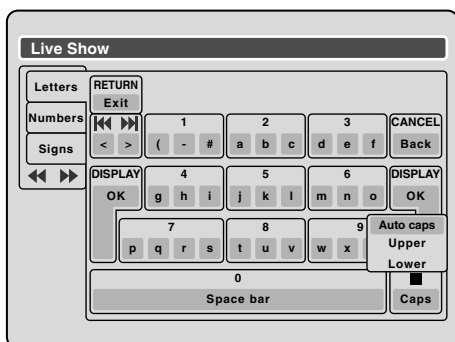 Live Show
Letters
Numbers
Signs
RETURN
Exit
< >
1
( - #
2
a b c
3
d e f
CANCEL
Back
DISPLAY
OK
4
g h i
5
j k l
6
m n o
DISPLAY
OK
7
p q r s
8
t u v
9
w x
Auto caps
Upper
Lower
0
Space bar
Caps